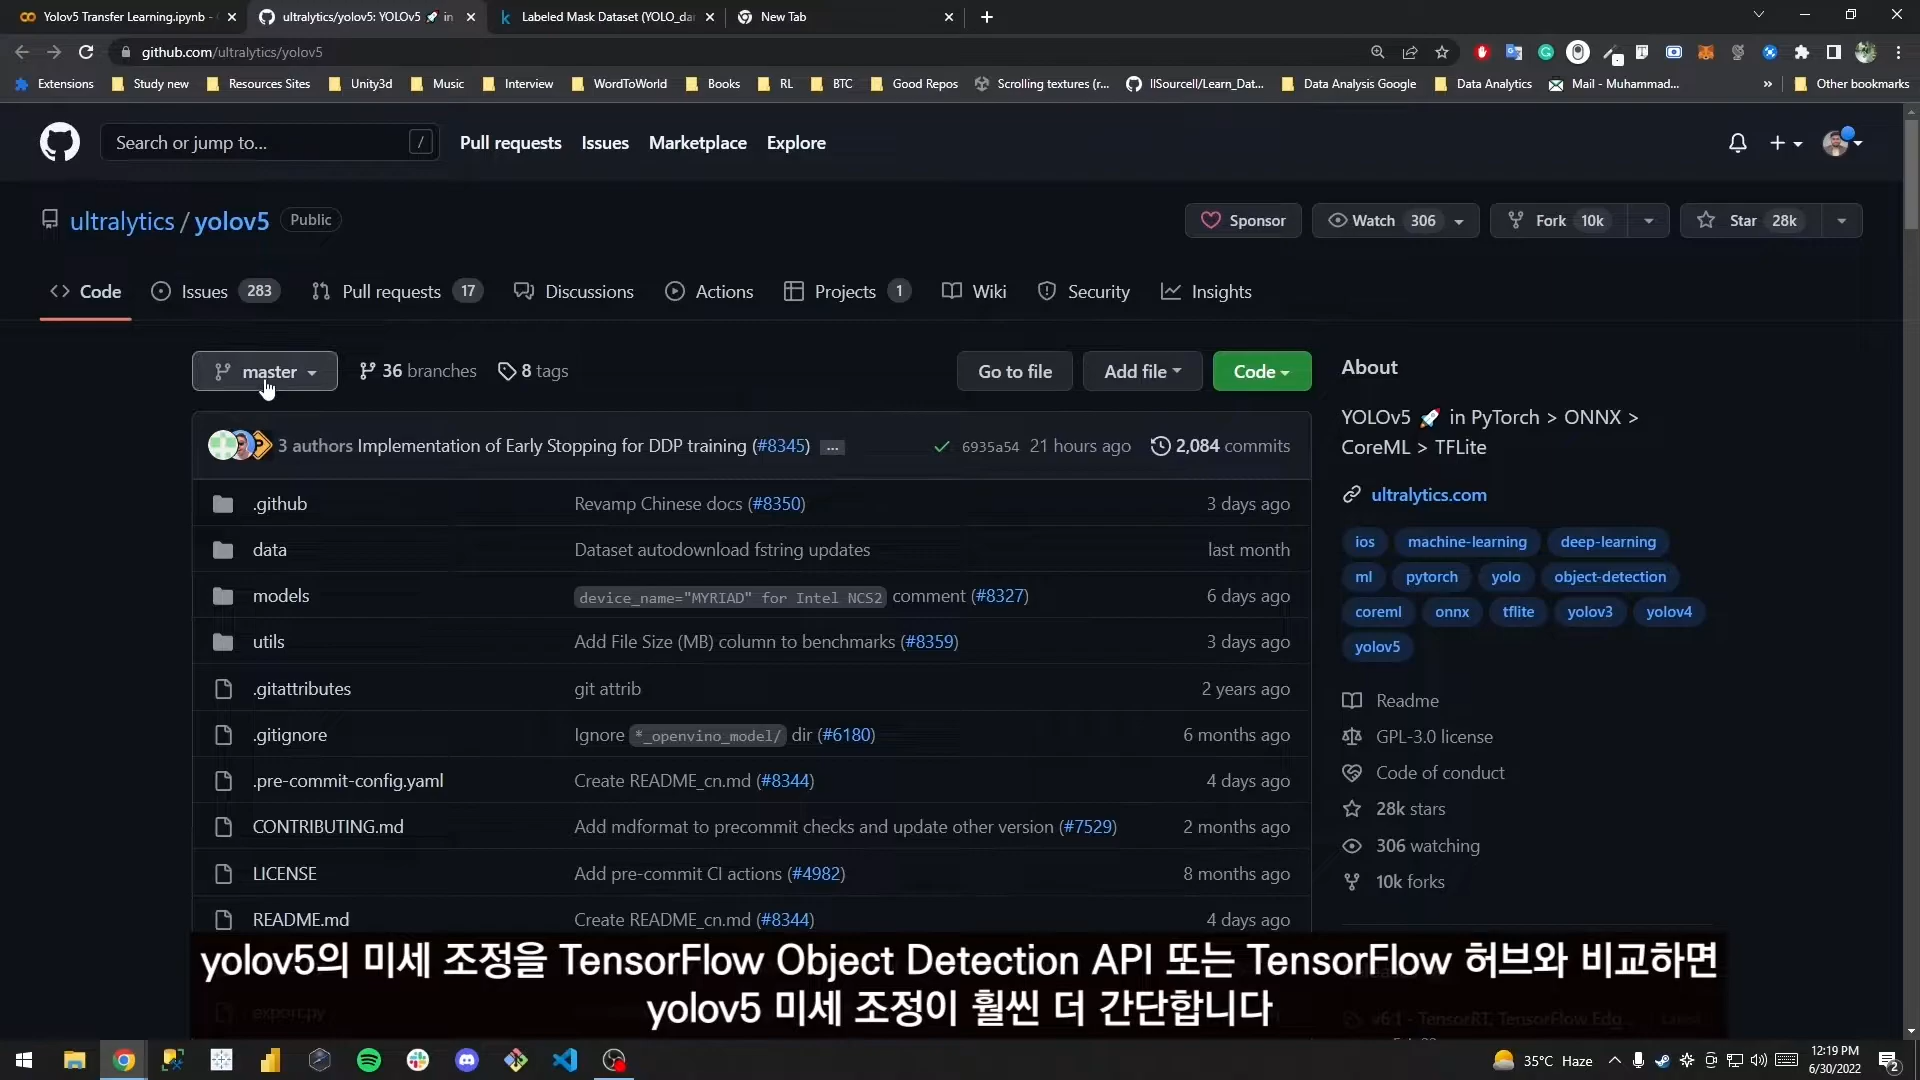 Yolov5 Transfer Learning.ipynb -
ultralytics/yolov5: YOLOv5 🚀 in
Labeled Mask Dataset (YOLO_da
New Tab
github.com/ultralytics/yolov5
Extensions
Study new
Resources Sites
Unity3d
Music
Interview
WordToWorld
Books
RL
BTC
Good Repos
Scrolling textures (r...
llSourcell/Learn_Dat...
Data Analysis Google
Data Analytics
Mail - Muhammad...
»
Other bookmarks
Search or jump to...
/
Pull requests
Issues
Marketplace
Explore
ultralytics / yolov5
Public
Sponsor
Watch 306
Fork 10k
Star 28k
Code
Issues 283
Pull requests 17
Discussions
Actions
Projects 1
Wiki
Security
Insights
master
36 branches
8 tags
Go to file
Add file
Code
3 authors Implementation of Early Stopping for DDP training (#8345) ...
6935a54 21 hours ago
2,084 commits
.github Revamp Chinese docs (#8350) 3 days ago
data Dataset autodownload fstring updates last month
models device_name="MYRIAD" for Intel NCS2 comment (#8327) 6 days ago
utils Add File Size (MB) column to benchmarks (#8359) 3 days ago
.gitattributes git attrib 2 years ago
.gitignore Ignore *_openvino_model/ dir (#6180) 6 months ago
.pre-commit-config.yaml Create README_cn.md (#8344) 4 days ago
CONTRIBUTING.md Add mdformat to precommit checks and update other version (#7529) 2 months ago
LICENSE Add pre-commit CI actions (#4982) 8 months ago
README.md Create README_cn.md (#8344) 4 days ago
export.py
About
YOLOv5 🚀 in PyTorch > ONNX >
CoreML > TFLite
ultralytics.com
ios machine-learning deep-learning
ml pytorch yolo object-detection
coreml onnx tflite yolov3 yolov4
yolov5
Readme
GPL-3.0 license
Code of conduct
28k stars
306 watching
10k forks
v6.1 - TensorRT, TensorFlow Edg...
yolov5의 미세 조정을 TensorFlow Object Detection API 또는 TensorFlow 허브와 비교하면
yolov5 미세 조정이 훨씬 더 간단합니다
35°C Haze
12:19 PM
6/30/2022
2